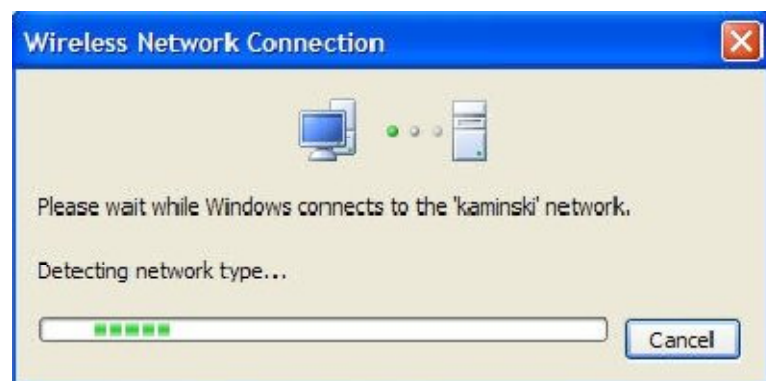 Wireless Network Connection
Please wait while Windows connects to the 'kaminski' network.
Detecting network type...
Cancel